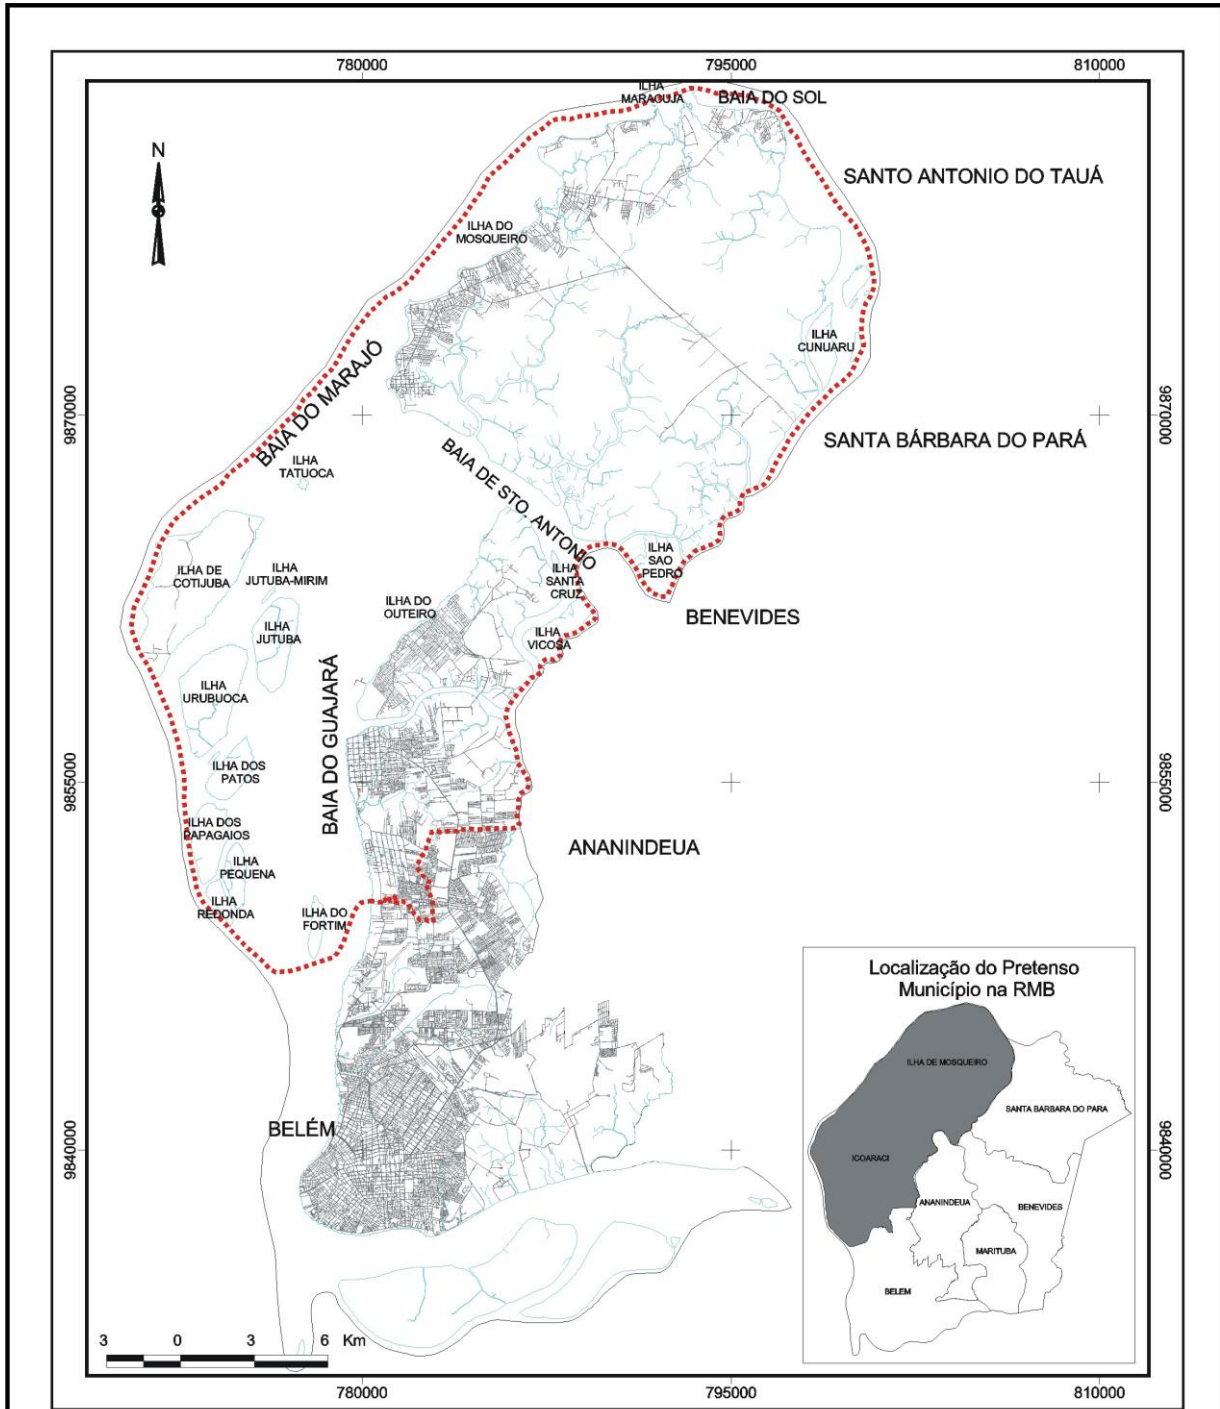 780000
795000
810000
ILHA
MARACUJA
BAIA DO SOL
N
SANTO ANTONIO DO TAUÁ
ILHA DO
MOSQUEIRO
ILHA
CUNUARU
BAIA DO MARAJÓ
9870000
9870000
SANTA BÁRBARA DO PARÁ
ILHA
TATUOCA
BAIA DE STO. ANTONIO
ILHA
SAO
PEDRO
ILHA DE
COTIJUBA
ILHA
JUTUBA-MIRIM
ILHA
SANTA
CRUZ
ILHA DO
OUTEIRO
BENEVIDES
ILHA
JUTUBA
ILHA
VICOSA
ILHA
URUBUOCA
BAIA DO GUAJARÁ
ILHA DOS
PATOS
9855000
9855000
ILHA DOS
PAPAGAIOS
ANANINDEUA
ILHA
PEQUENA
ILHA
REDONDA
ILHA DO
FORTIM
Localização do Pretenso
Município na RMB
ILHA DE MOSQUEIRO
SANTA BARBARA DO PARA
BELÉM
9840000
9840000
ICOARACI
ANANINDEUA
BENEVIDES
MARITUBA
BELEM
3 0 3 6 Km
780000
795000
810000